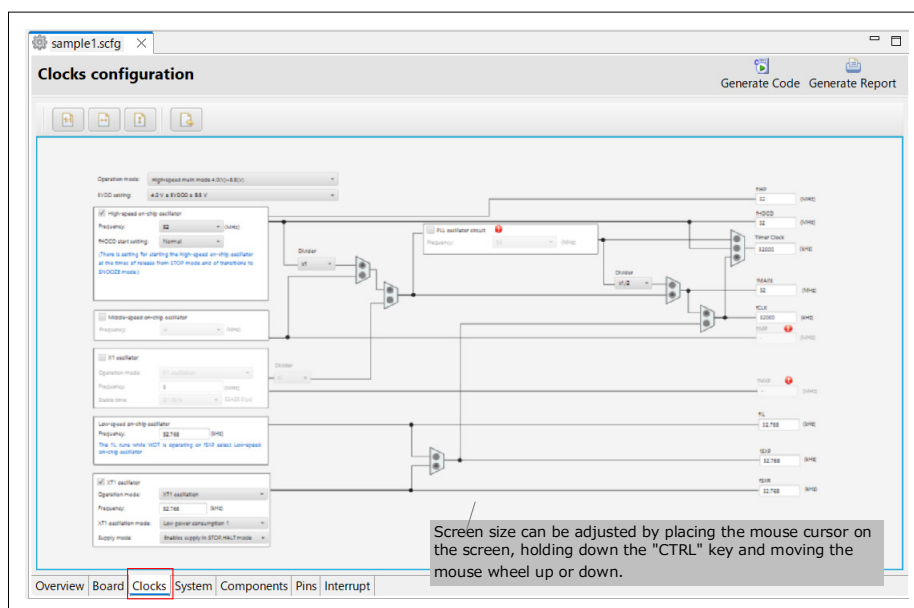 sample1.scfg
Clocks configuration
Generate Code Generate Report
Operation mode: High-speed main mode 4.0(V)~5.5(V)
EVDD setting: 4.0 V ≤ EVDD0 ≤ 5.5 V
High-speed on-chip oscillator
Frequency: 32 (MHz)
fHOCO start setting: Normal
(There is setting for starting the high-speed on-chip oscillator
at the times of release from STOP mode and of transitions to
SNOOZE mode.)
Divider
x1
PLL oscillator circuit
Frequency: (MHz)
Divider
x1/2
fIHP
32 (MHz)
fHOCO
32 (MHz)
Timer Clock
32000 (kHz)
fMAIN
32 (MHz)
fCLK
32000 (kHz)
Middle-speed on-chip oscillator
Frequency: 4 (MHz)
X1 oscillator
Operation mode: X1 oscillation
Frequency: 5 (MHz)
Stable time:
Divider
x1
-
(MHz)
-
(MHz)
Low-speed on-chip oscillator
Frequency: 32.768 (kHz)
The fIL runs while WDT is operating or fSXR select Low-speed
on-chip oscillator
fIL
32.768 (kHz)
32.768 (kHz)
32.768 (kHz)
XT1 oscillator
Operation mode: XT1 oscillation
Frequency: 32.768 (kHz)
XT1 oscillation mode: Low power consumption 1
Supply mode: Enables supply in STOP, HALT mode
Screen size can be adjusted by placing the mouse cursor on
the screen, holding down the "CTRL" key and moving the
mouse wheel up or down.
Overview Board Clocks System Components Pins Interrupt